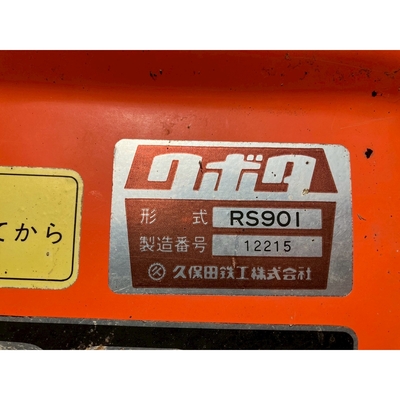 クボタ
形式 RS901
製造番号 12215
久保田鉄工株式会社
てから